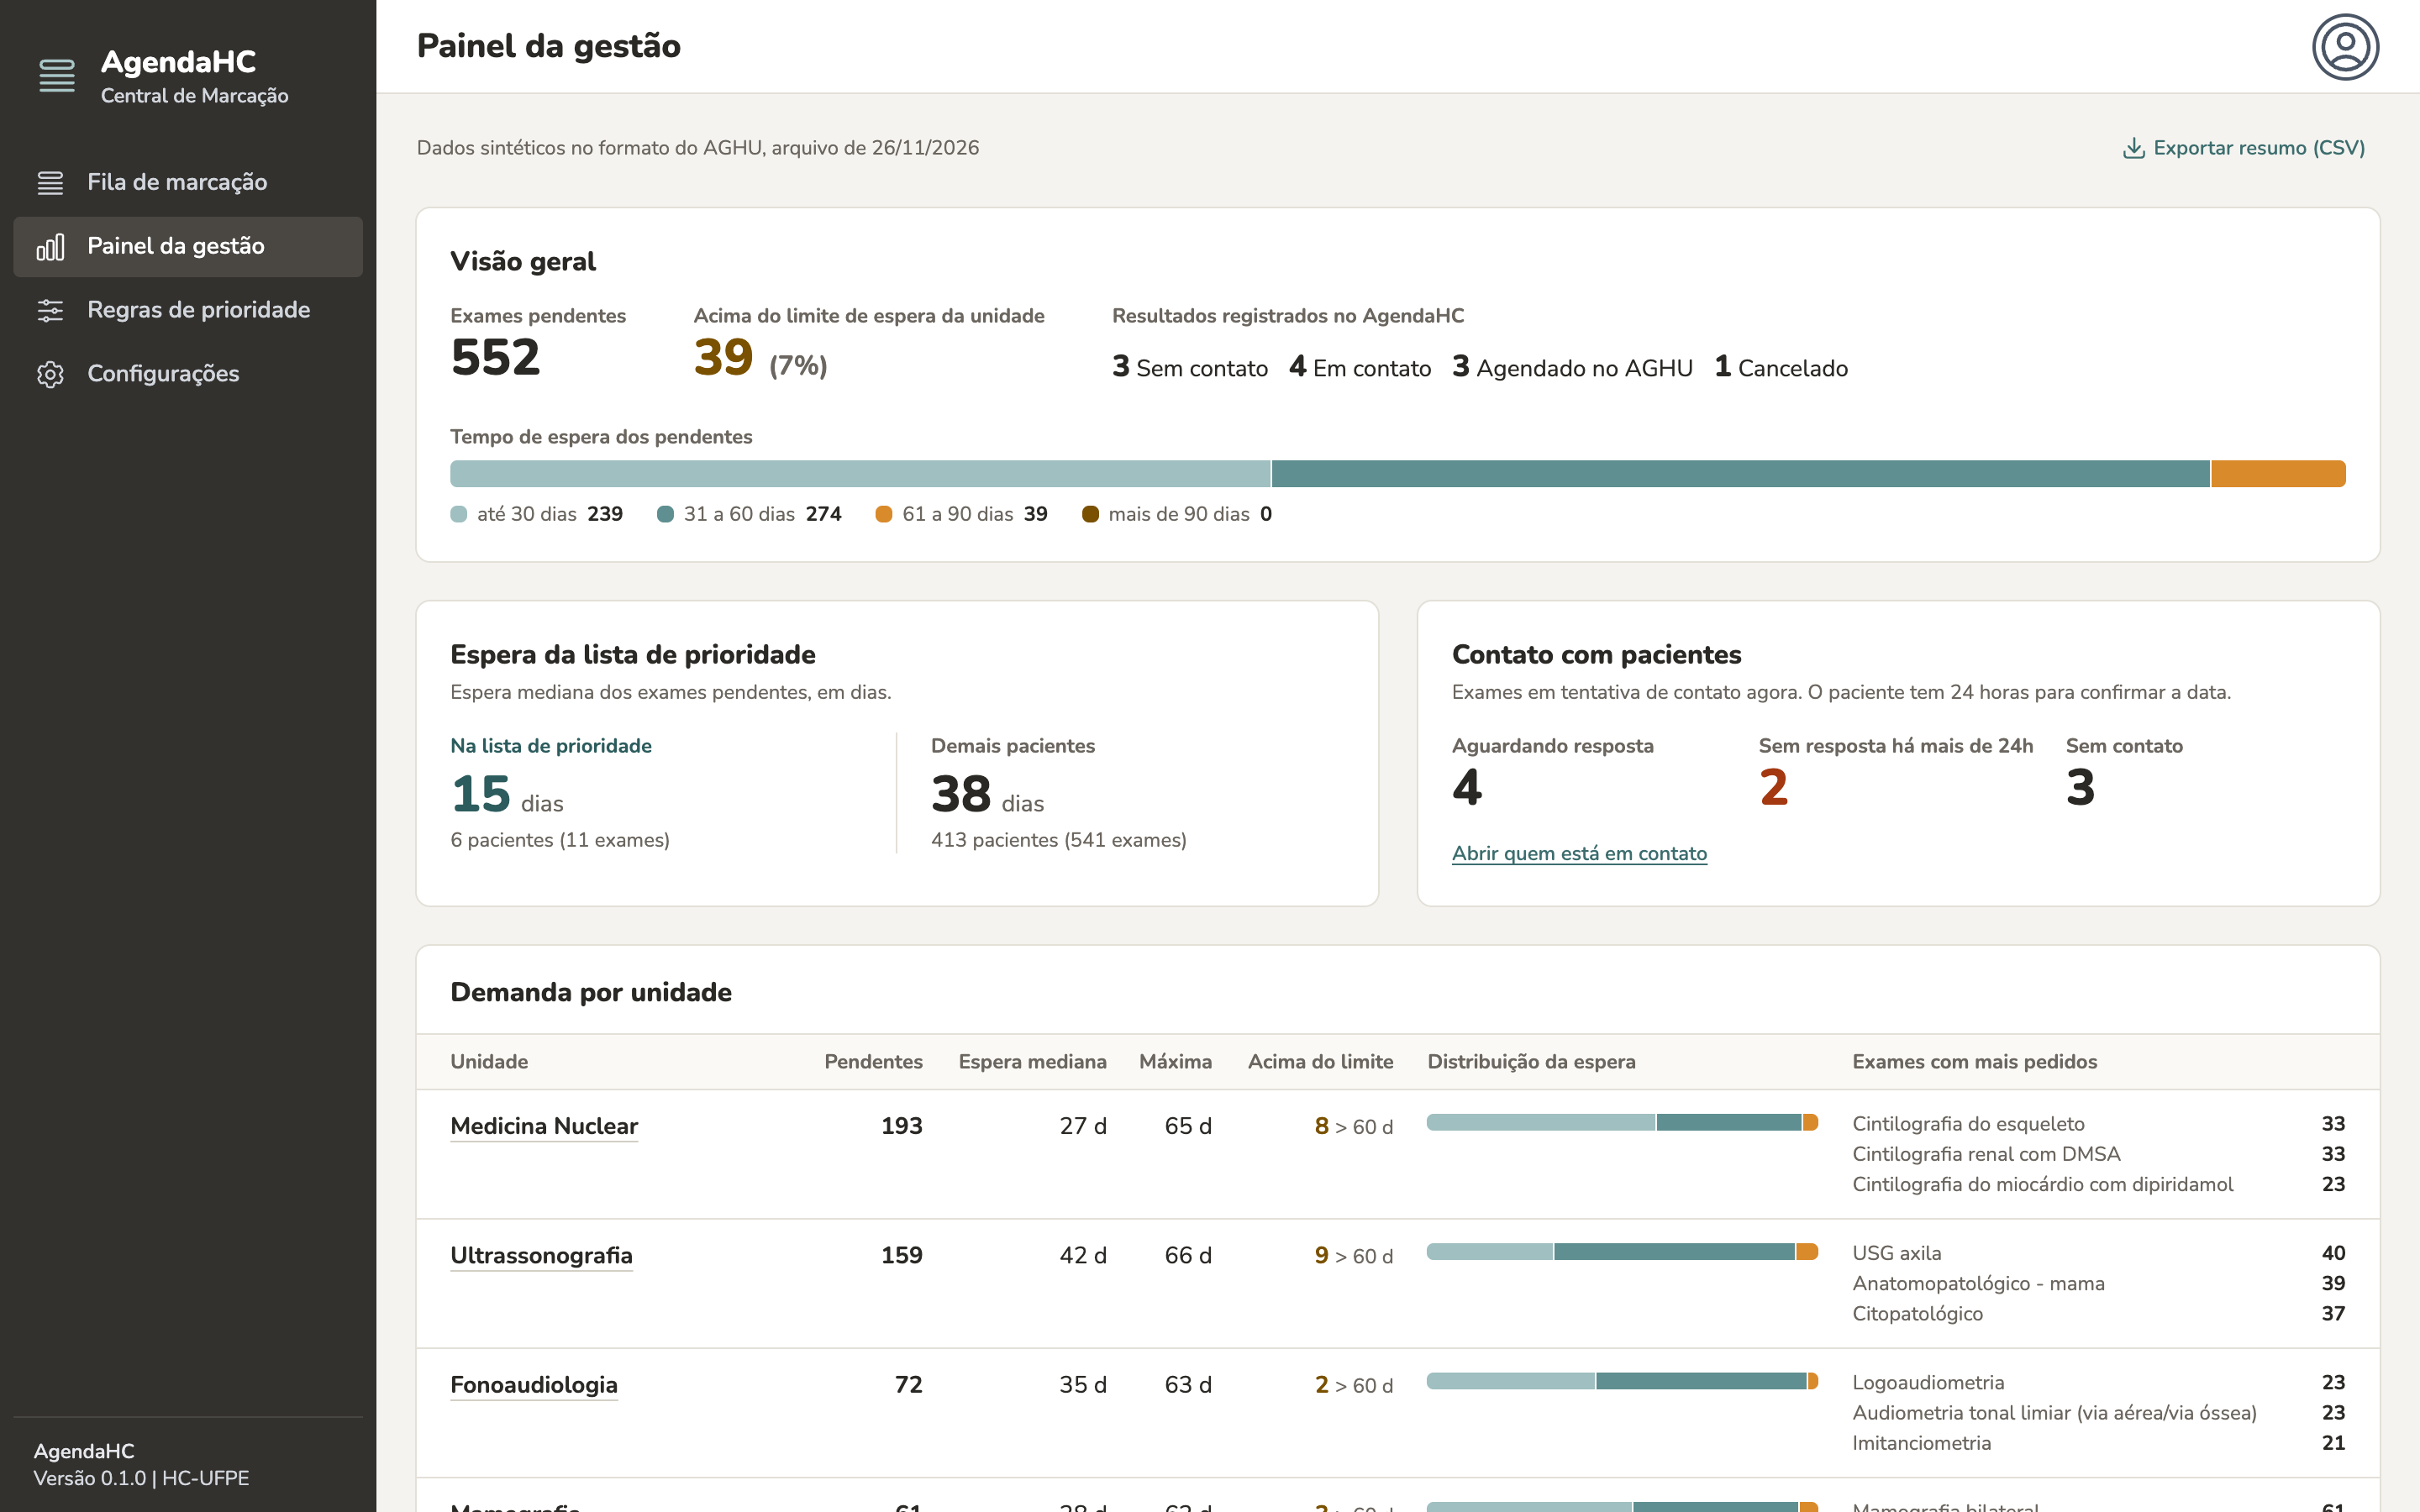 AgendaHC
Central de Marcação
Fila de marcação
Painel da gestão
Regras de prioridade
Configurações
AgendaHC
Versão 0.1.0 | HC-UFPE
Painel da gestão
Dados sintéticos no formato do AGHU, arquivo de 26/11/2026
Exportar resumo (CSV)
Visão geral
Exames pendentes
552
Acima do limite de espera da unidade
39 (7%)
Resultados registrados no AgendaHC
3 Sem contato 4 Em contato 3 Agendado no AGHU 1 Cancelado
Tempo de espera dos pendentes
até 30 dias 239 31 a 60 dias 274 61 a 90 dias 39 mais de 90 dias 0
Espera da lista de prioridade
Espera mediana dos exames pendentes, em dias.
Na lista de prioridade
15 dias
6 pacientes (11 exames)
Demais pacientes
38 dias
413 pacientes (541 exames)
Contato com pacientes
Exames em tentativa de contato agora. O paciente tem 24 horas para confirmar a data.
Aguardando resposta
4
Sem resposta há mais de 24h
2
Sem contato
3
Abrir quem está em contato
Demanda por unidade
Unidade Pendentes Espera mediana Máxima Acima do limite Distribuição da espera Exames com mais pedidos
Medicina Nuclear 193 27 d 65 d 8 > 60 d
Cintilografia do esqueleto 33
Cintilografia renal com DMSA 33
Cintilografia do miocárdio com dipiridamol 23
Ultrassonografia 159 42 d 66 d 9 > 60 d
USG axila 40
Anatomopatológico - mama 39
Citopatológico 37
Fonoaudiologia 72 35 d 63 d 2 > 60 d
Logoaudiometria 23
Audiometria tonal limiar (via aérea/via óssea) 23
Imitanciometria 21
Mamografia 61
Mamografia bilateral 61